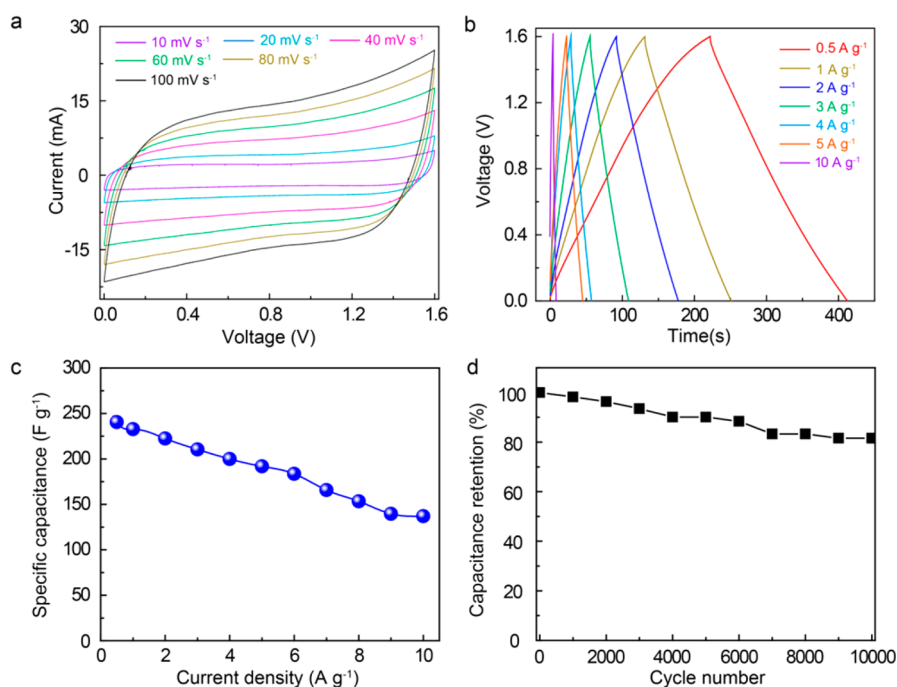 a
30
15
0
-15
Current (mA)
10 mV s⁻¹ 20 mV s⁻¹ 40 mV s⁻¹
60 mV s⁻¹ 80 mV s⁻¹
100 mV s⁻¹
0.0 0.4 0.8 1.2 1.6
Voltage (V)
b
1.6
1.2
0.8
0.4
0.0
Voltage (V)
0.5 A g⁻¹
1 A g⁻¹
2 A g⁻¹
3 A g⁻¹
4 A g⁻¹
5 A g⁻¹
10 A g⁻¹
0 100 200 300 400
Time(s)
c
300
250
200
150
100
50
0
Specific capacitance (F g⁻¹)
0 2 4 6 8 10
Current density (A g⁻¹)
d
100
80
60
40
20
0
Capacitance retention (%)
0 2000 4000 6000 8000 10000
Cycle number